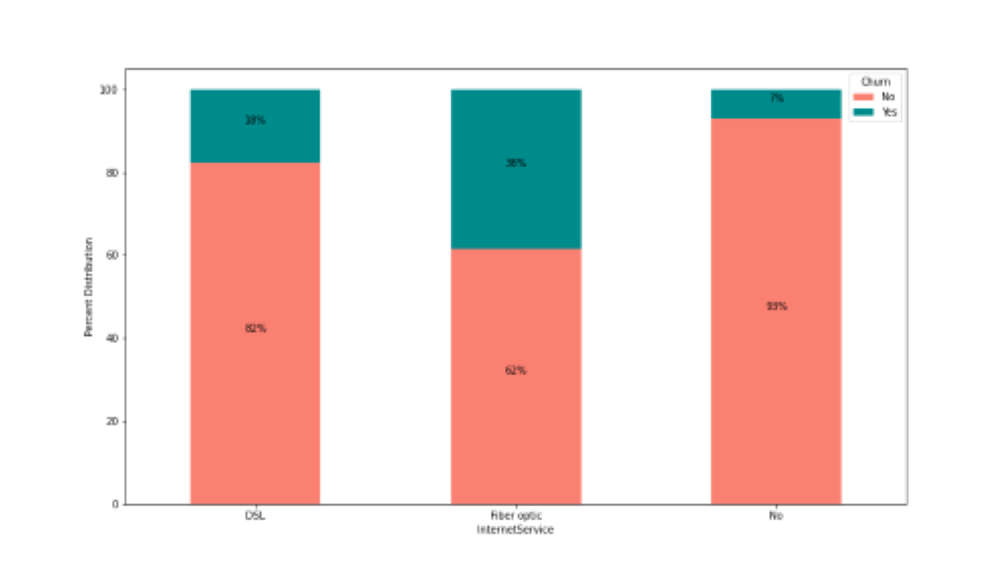 Churn
No
Yes
100
80
60
40
20
0
Percent Distribution
18%
82%
38%
62%
7%
93%
DSL
Fiber optic
No
InternetService